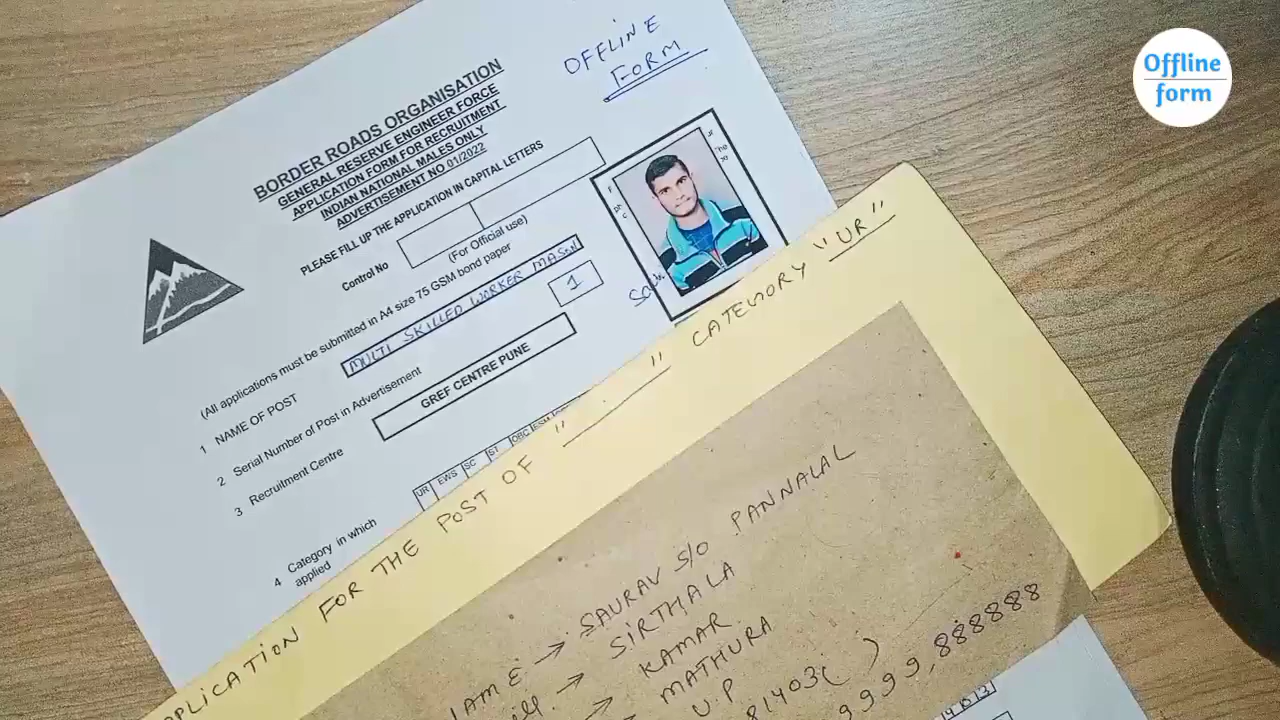 OFFLINE
FORM
Offline
form
BORDER ROADS ORGANISATION
GENERAL RESERVE ENGINEER FORCE
APPLICATION FORM FOR RECRUITMENT
INDIAN NATIONAL MALES ONLY
ADVERTISEMENT NO 01/2022
PLEASE FILL UP THE APPLICATION IN CAPITAL LETTERS
Control No
(For Official use)
(All applications must be submitted in A4 size 75 GSM bond paper
1 NAME OF POST MULTI SKILLED WORKER MASON
2 Serial Number of Post in Advertisement 1
3 Recruitment Centre GREF CENTRE PUNE
4 Category in which
applied
UR EWS SC ST OBC ESM
APPLICATION FOR THE POST OF " " CATEGORY "UR"
SAURAV S/O PANNALAL
→ SIRTHALA
→ KAMAR
→ MATHURA
U.P